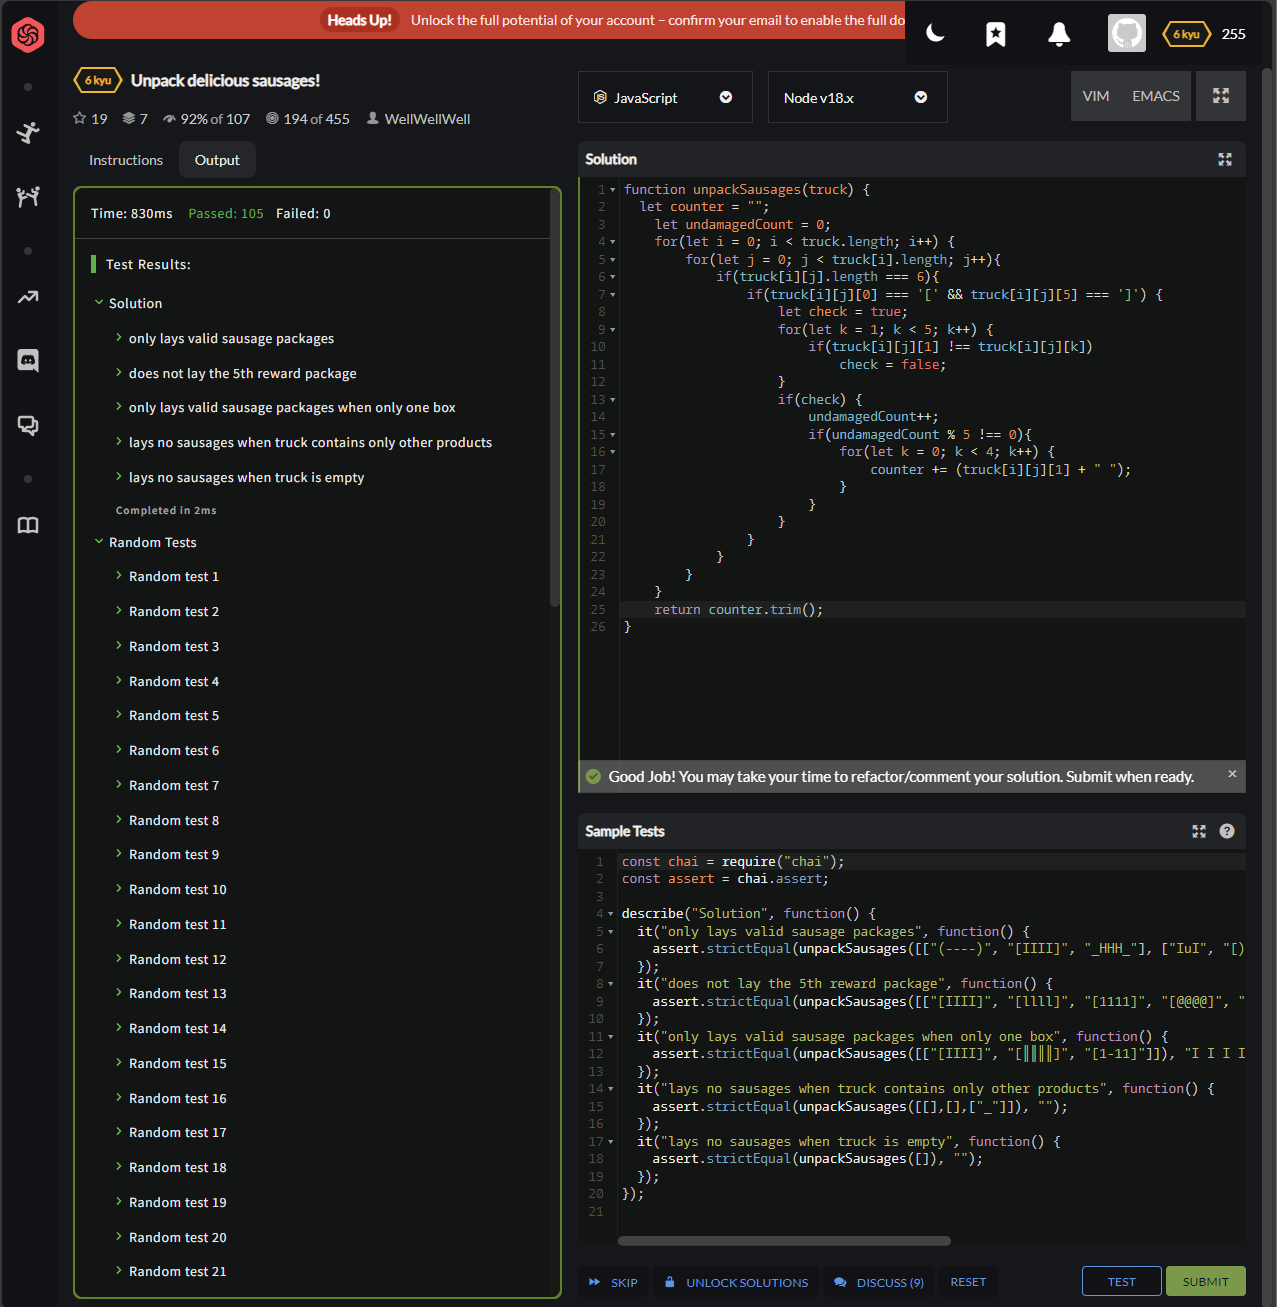 Heads Up! Unlock the full potential of your account – confirm your email to enable the full do
6 kyu 255
6 kyu Unpack delicious sausages!
19 7 92% of 107 194 of 455 WellWellWell
Instructions Output
Time: 830ms Passed: 105 Failed: 0
Test Results:
Solution
only lays valid sausage packages
does not lay the 5th reward package
only lays valid sausage packages when only one box
lays no sausages when truck contains only other products
lays no sausages when truck is empty
Completed in 2ms
Random Tests
Random test 1
Random test 2
Random test 3
Random test 4
Random test 5
Random test 6
Random test 7
Random test 8
Random test 9
Random test 10
Random test 11
Random test 12
Random test 13
Random test 14
Random test 15
Random test 16
Random test 17
Random test 18
Random test 19
Random test 20
Random test 21
JavaScript Node v18.x VIM EMACS
Solution
1 function unpackSausages(truck) {
2 let counter = "";
3 let undamagedCount = 0;
4 for(let i = 0; i < truck.length; i++) {
5 for(let j = 0; j < truck[i].length; j++){
6 if(truck[i][j].length === 6){
7 if(truck[i][j][0] === '[' && truck[i][j][5] === ']') {
8 let check = true;
9 for(let k = 1; k < 5; k++) {
10 if(truck[i][j][1] !== truck[i][j][k])
11 check = false;
12 }
13 if(check) {
14 undamagedCount++;
15 if(undamagedCount % 5 !== 0){
16 for(let k = 0; k < 4; k++) {
17 counter += (truck[i][j][1] + " ");
18 }
19 }
20 }
21 }
22 }
23 }
24 }
25 return counter.trim();
26 }
Good Job! You may take your time to refactor/comment your solution. Submit when ready.
Sample Tests
1 const chai = require("chai");
2 const assert = chai.assert;
3
4 describe("Solution", function() {
5 it("only lays valid sausage packages", function() {
6 assert.strictEqual(unpackSausages([["(----)", "[IIII]", "_HHH_"], ["IuI", "[)
7 });
8 it("does not lay the 5th reward package", function() {
9 assert.strictEqual(unpackSausages([["[IIII]", "[llll]", "[1111]", "[@@@@]", "
10 });
11 it("only lays valid sausage packages when only one box", function() {
12 assert.strictEqual(unpackSausages([["[IIII]", "[║║║║]", "[1-11]"]]), "I I I I
13 });
14 it("lays no sausages when truck contains only other products", function() {
15 assert.strictEqual(unpackSausages([[],[],["_"]]), "");
16 });
17 it("lays no sausages when truck is empty", function() {
18 assert.strictEqual(unpackSausages([]), "");
19 });
20 });
21
SKIP UNLOCK SOLUTIONS DISCUSS (9) RESET TEST SUBMIT